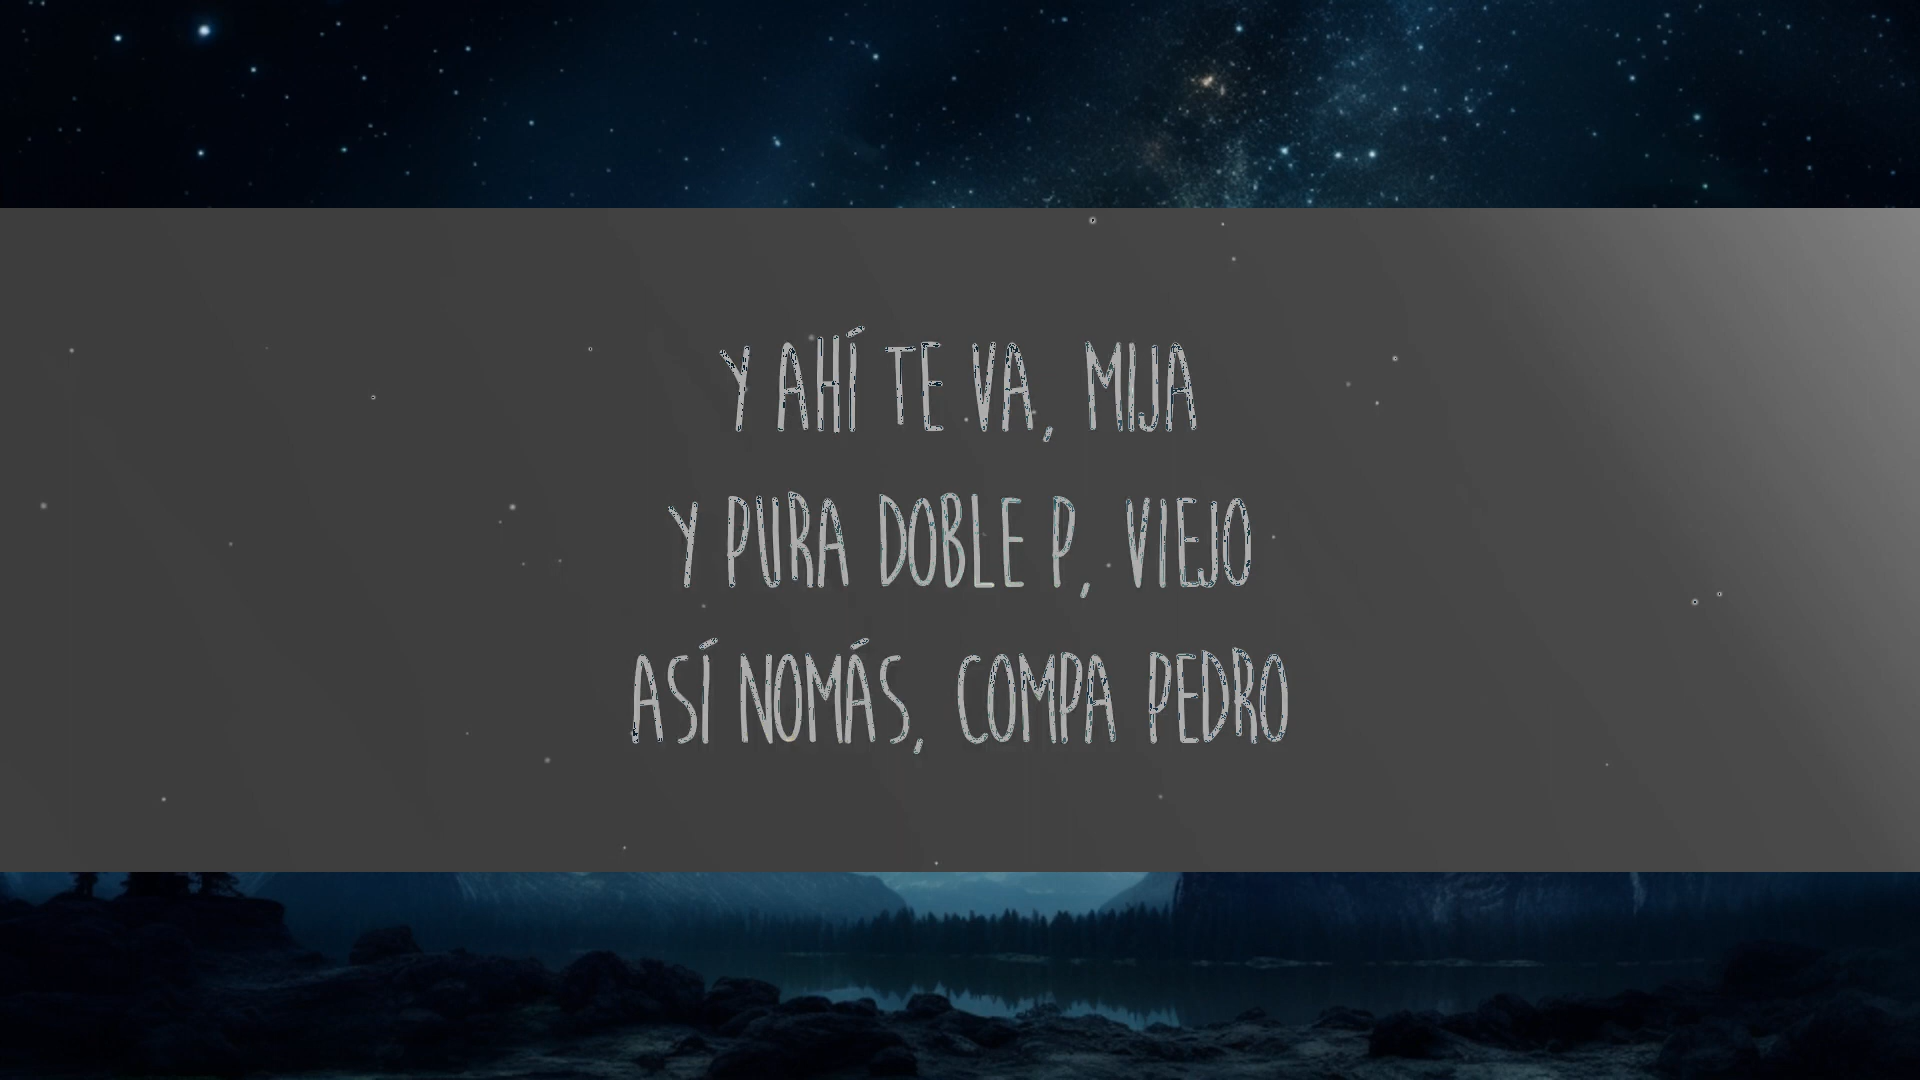 Y AHÍ TE VA, MIJA
Y PURA DOBLE P, VIEJO
ASÍ NOMÁS, COMPA PEDRO